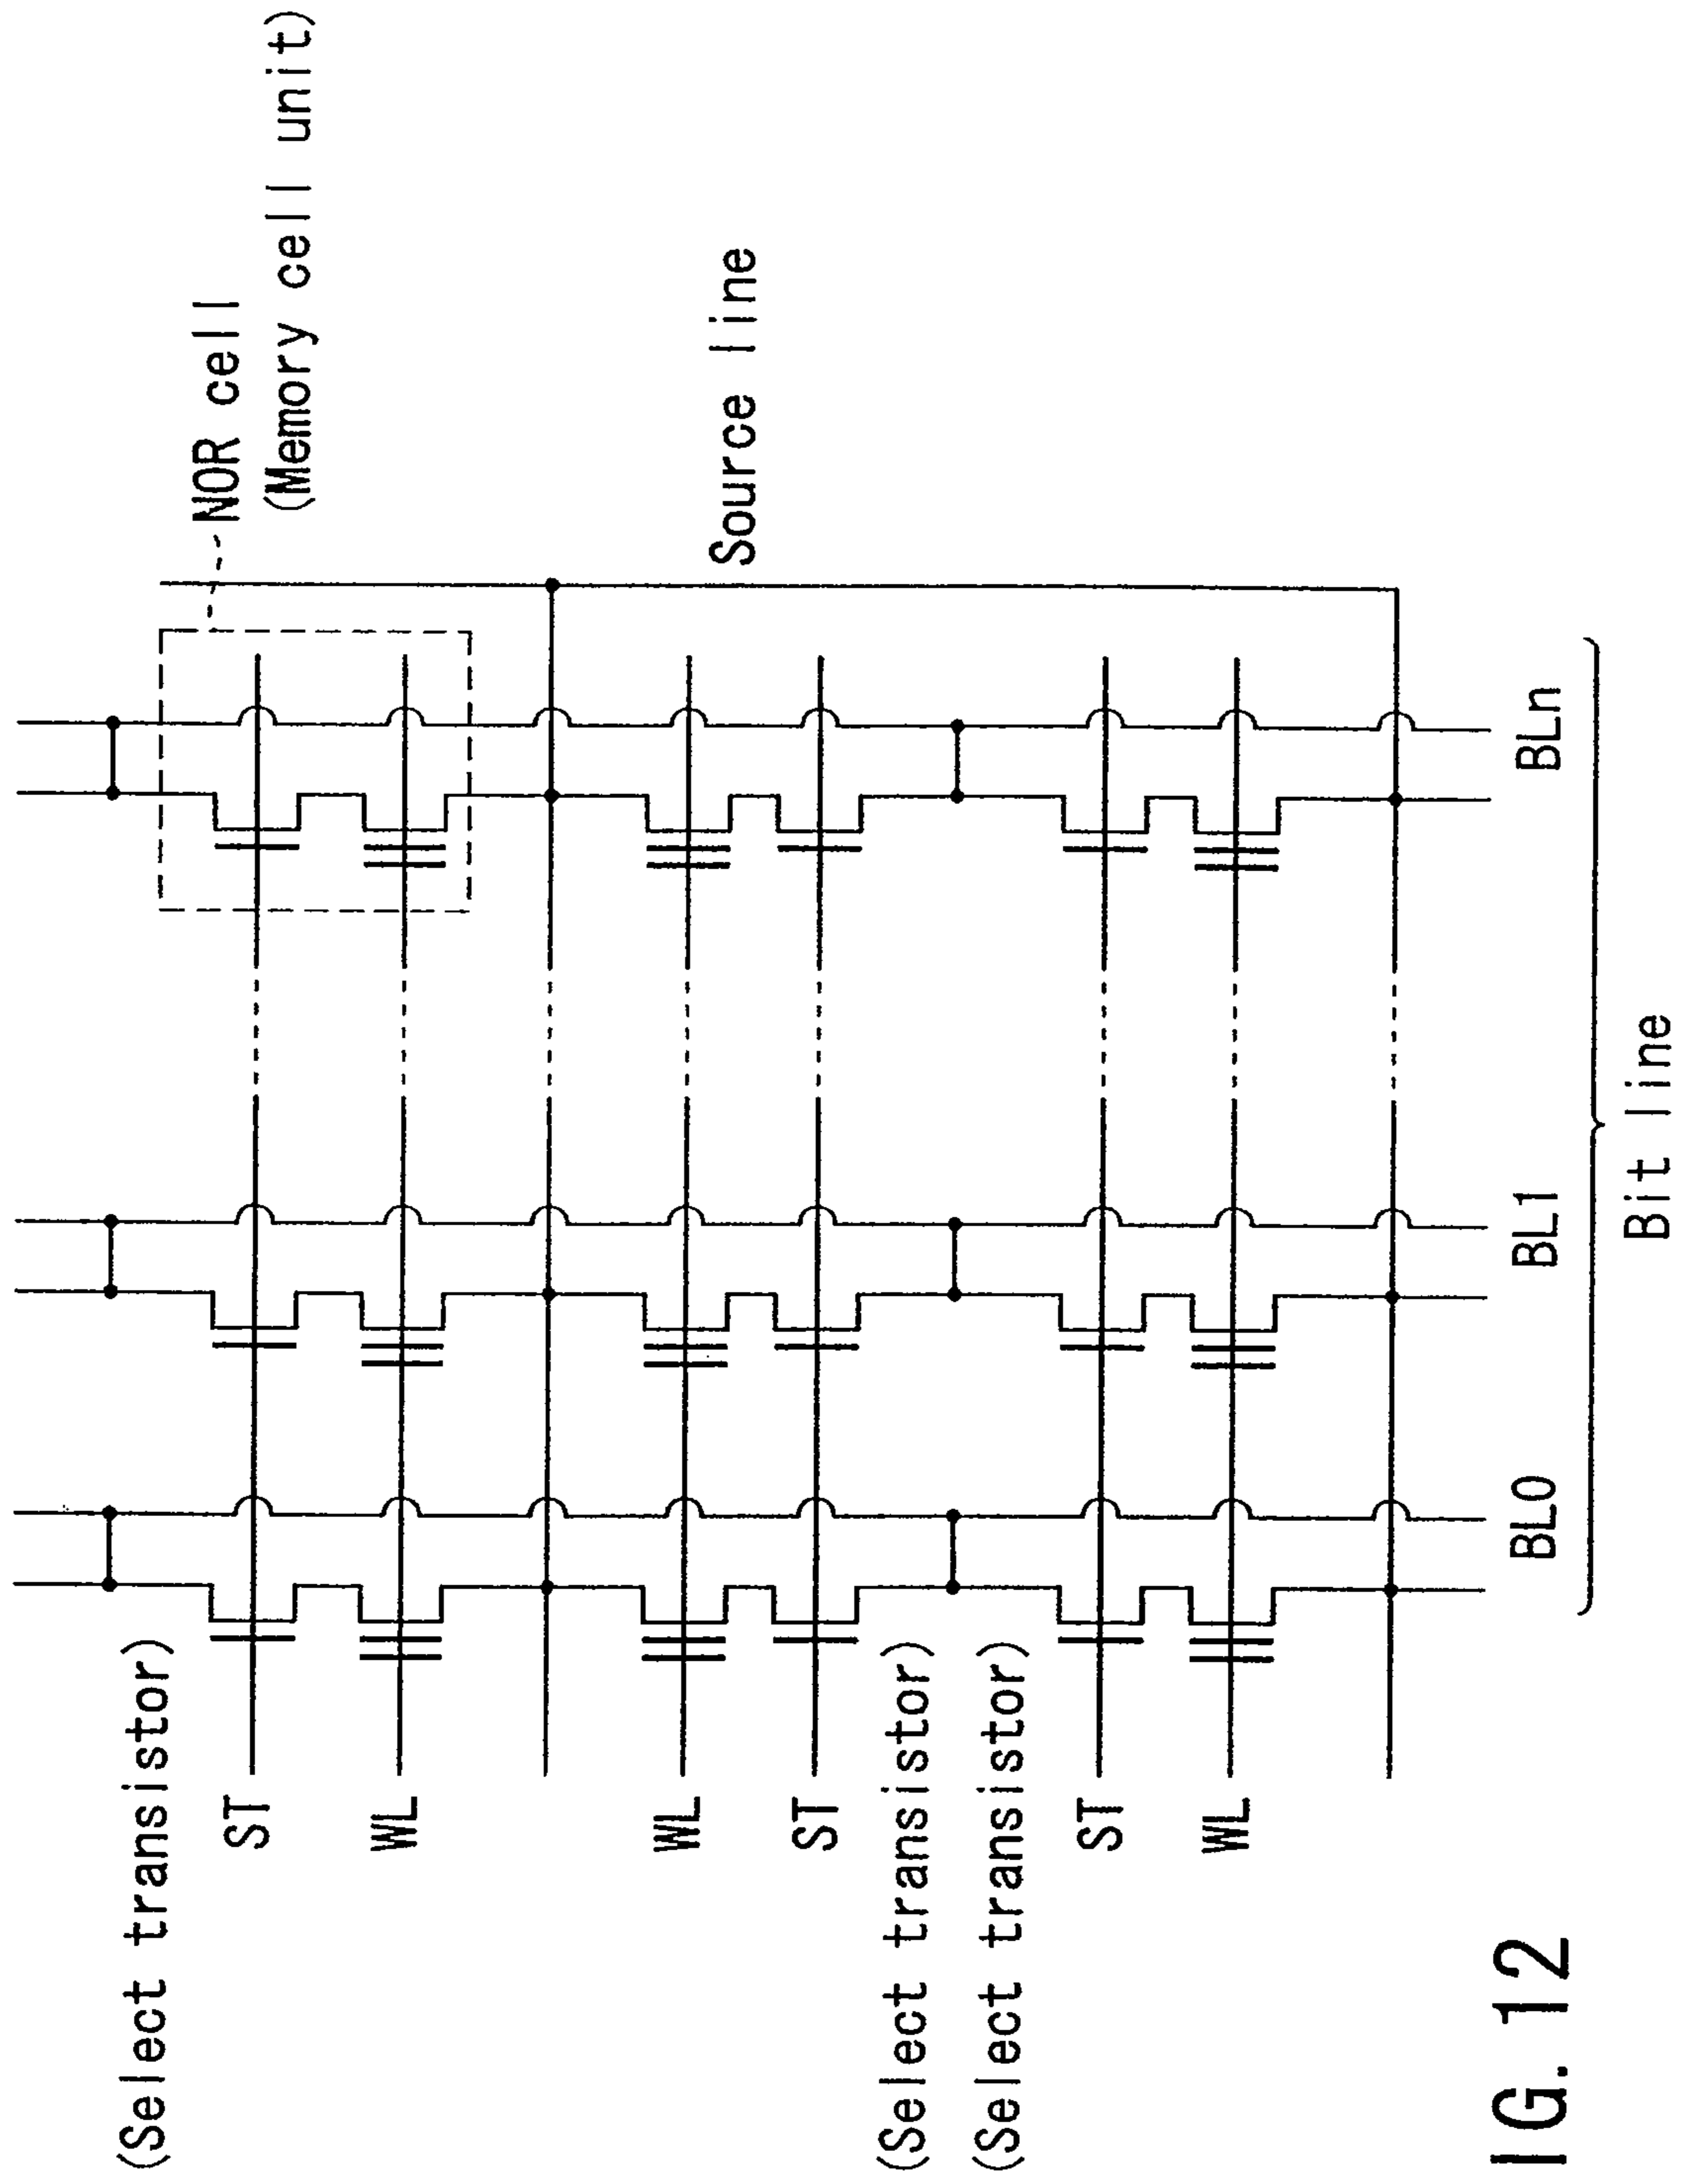 (Select transistor)
ST
WL
WL
ST
(Select transistor)
(Select transistor)
ST
WL
NOR cell
(Memory cell unit)
Source line
BL0
BL1
BLn
Bit line
IG. 12